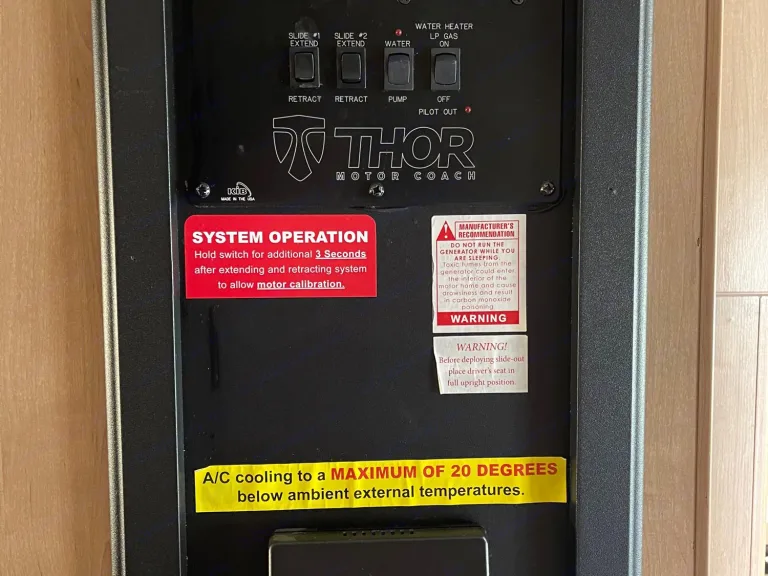 WATER HEATER
SLIDE #1 SLIDE #2 LP GAS
EXTEND EXTEND WATER ON
RETRACT RETRACT PUMP OFF
PILOT OUT
THOR
MOTOR COACH
KIB
MADE IN THE USA
SYSTEM OPERATION
Hold switch for additional 3 Seconds
after extending and retracting system
to allow motor calibration.
MANUFACTURER'S
RECOMMENDATION
DO NOT RUN THE
GENERATOR WHILE YOU
ARE SLEEPING.
Toxic fumes from the
generator could enter
the interior of the
motor home and cause
drowsiness and result
in carbon monoxide
poisoning.
WARNING
WARNING!
Before deploying slide-out
place driver's seat in
full upright position.
A/C cooling to a MAXIMUM OF 20 DEGREES
below ambient external temperatures.